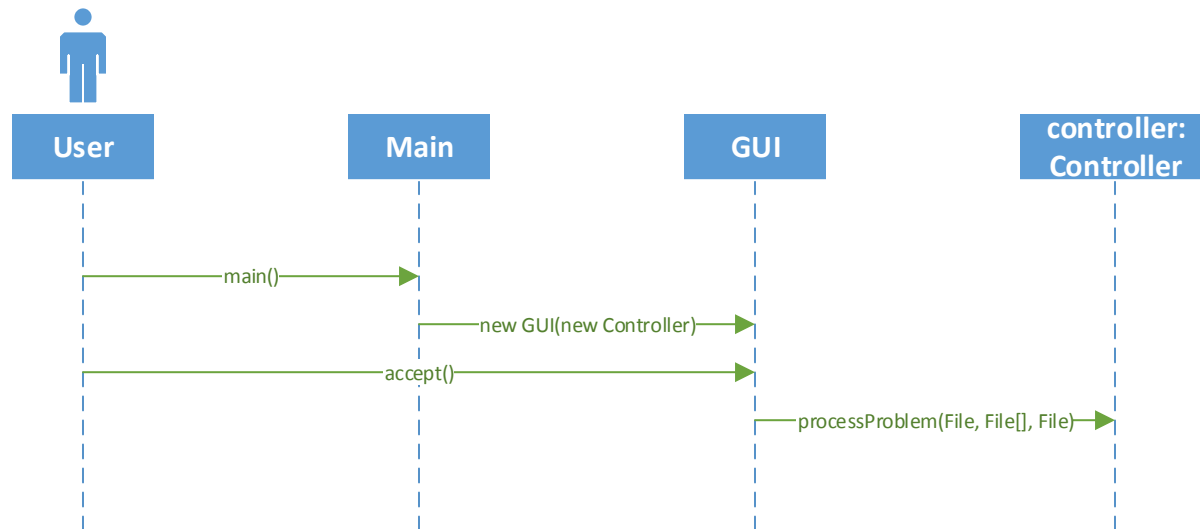 User
Main
GUI
controller:
Controller
main()
new GUI(new Controller)
accept()
processProblem(File, File[], File)